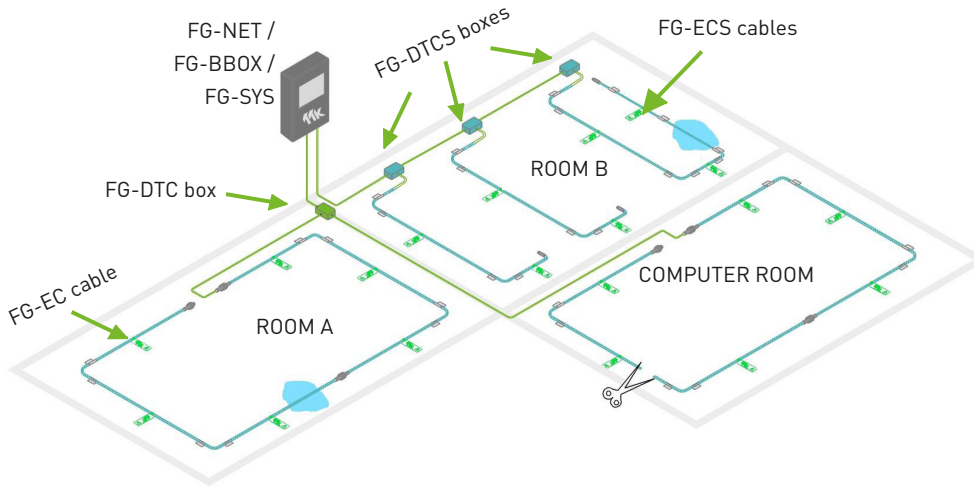 FG-NET /
FG-BBOX /
FG-SYS
FG-DTCS boxes
FG-ECS cables
ROOM B
FG-DTC box
COMPUTER ROOM
FG-EC cable
ROOM A